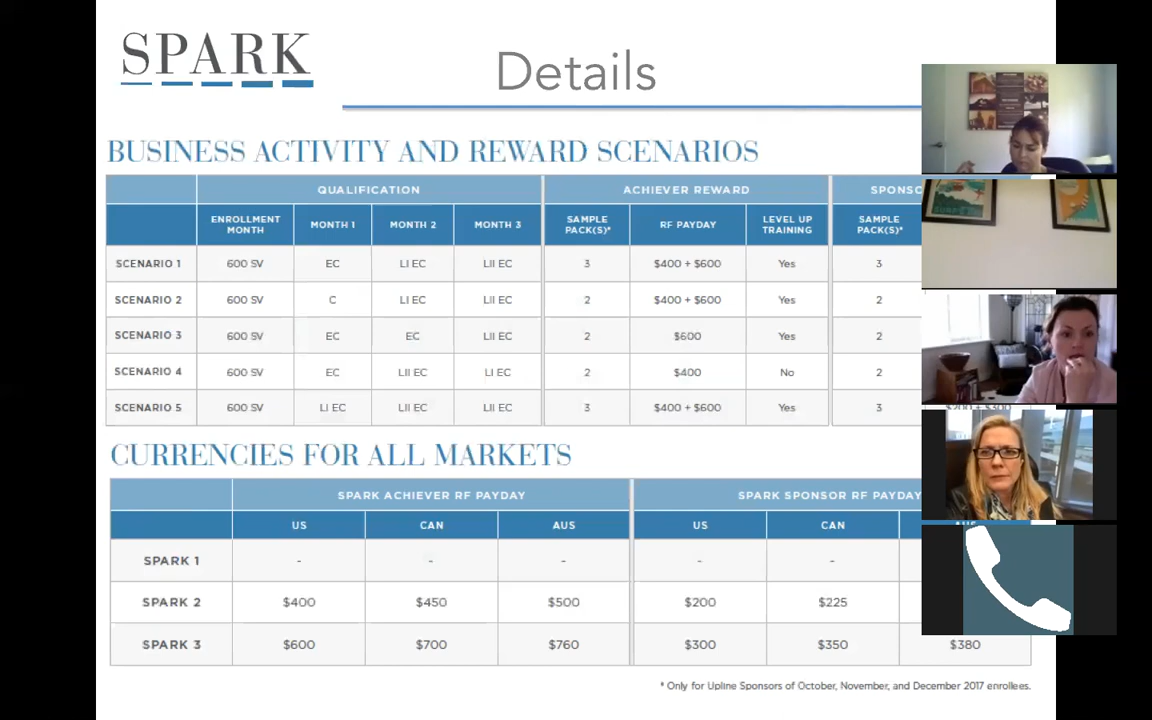 SPARK
Details
BUSINESS ACTIVITY AND REWARD SCENARIOS
QUALIFICATION ACHIEVER REWARD
ENROLLMENT MONTH MONTH 1 MONTH 2 MONTH 3 SAMPLE PACK(S)* RF PAYDAY LEVEL UP TRAINING SAMPLE PACK(S)*
SCENARIO 1 600 SV EC LI EC LII EC 3 $400 + $600 Yes 3
SCENARIO 2 600 SV C LI EC LII EC 2 $400 + $600 Yes 2
SCENARIO 3 600 SV EC EC LII EC 2 $600 Yes 2
SCENARIO 4 600 SV EC LII EC LI EC 2 $400 No 2
SCENARIO 5 600 SV LI EC LII EC LII EC 3 $400 + $600 Yes 3
CURRENCIES FOR ALL MARKETS
SPARK ACHIEVER RF PAYDAY SPARK SPONSOR RF PAYDAY
US CAN AUS US CAN
SPARK 1 - - - - -
SPARK 2 $400 $450 $500 $200 $225
SPARK 3 $600 $700 $760 $300 $350 $380
* Only for Upline Sponsors of October, November, and December 2017 enrollees.